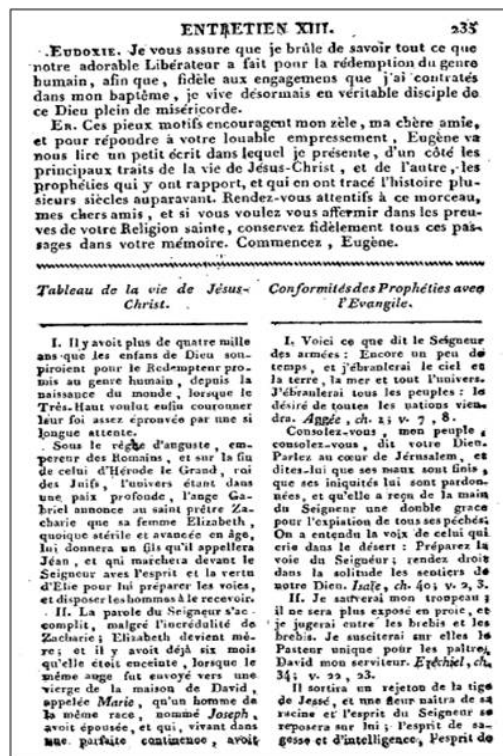 ENTRETIEN XIII. 235
EUDOXIE. Je vous assure que je brûle de savoir tout ce que
notre adorable Libérateur a fait pour la rédemption du genre
humain, afin que, fidèle aux engagemens que j'ai contratés
dans mon baptême, je vive désormais en véritable disciple de
ce Dieu plein de miséricorde.
ER. Ces pieux motifs encouragent mon zèle, ma chère amie,
et pour répondre à votre louable empressement, Eugène va
nous lire un petit écrit dans lequel je présente, d'un côté les
principaux traits de la vie de Jésus-Christ, et de l'autre, les
prophéties qui y ont rapport, et qui en ont tracé l'histoire plu-
sieurs siècles auparavant. Rendez-vous attentifs à ce morceau,
mes chers amis, et si vous voulez vous affermir dans les preu-
ves de votre Religion sainte, conservez fidèlement tous ces pas-
sages dans votre mémoire. Commencez, Eugène.
Tableau de la vie de Jésus-
Christ.
I. Il y avoit plus de quatre mille
ans que les enfans de Dieu sou-
piroient pour le Redempteur pro-
mis au genre humain, depuis la
naissance du monde, lorsque le
Très-Haut voulut enfin couronner
leur foi assez éprouvée par une si
longue attente.
Sous le règne d'anguste, em-
pereur des Romains, et sur la fin
de celui d'Hérode le Grand, roi
des Juifs, l'univers étant dans
une paix profonde, l'ange Ga-
briel annonce au saint prêtre Za-
charie que sa femme Elizabeth,
quoique stérile et avancée en âge,
lui donnera un fils qu'il appellera
Jéan, et qui marchera devant le
Seigneur aves l'esprit et la vertu
d'Elie pour lui préparer les voies,
et disposer les hommes à le recevoir.
II. La parole du Seigneur s'ac-
complit, malgré l'incrédulité de
Zacharie; Elizabeth devient mè-
re; et il y avoit déjà six mois
qu'elle étoit enceinte, lorsque le
même ange fut envoyé vers une
vierge de la maison de David,
appelée Marie, qu'un homme de
la même race, nommé Joseph,
avoit épousée, et qui, vivant dans
une parfaite continence, avoit
Conformités des Prophéties avec
l'Evangile.
I. Voici ce que dit le Seigneur
des armées: Encore un peu de
temps, et j'ébranlerai le ciel et
la terre, la mer et tout l'univers.
J'ébranlerai tous les peuples: le
désiré de toutes les nations vien-
dra. Aggée, ch. 2; v. 7, 8.
Consolez-vous, mon peuple,
consolez-vous, dit votre Dieu.
Parlez au cœur de Jérusalem, et
dites-lui que ses maux sont finis,
que ses iniquités lui sont pardon-
nées, et qu'elle a reçu de la main
du Seigneur une double grace
pour l'expiation de tous ses péchés.
On a entendu la voix de celui qui
crie dans le désert: Préparez la
voie du Seignéur; rendez droit
dans la solitude les sentiers de
notre Dieu. Isaïe, ch. 40; v. 2, 3.
II. Je sauverai mon troupeau;
il ne sera plus exposé en proie, et
je jugerai entre les brebis et les
brebis. Je susciterai sur elles le
Pasteur unique pour les paître,
David mon serviteur. Ezéchiel, ch.
34; v. 22, 23.
Il sortira un rejeton de la tige
de Jessé, et une fleur naîtra de sa
racine et l'esprit du Seigneur se
reposera sur lui; l'esprit de sa-
gesse et d'intelligence, l'esprit de